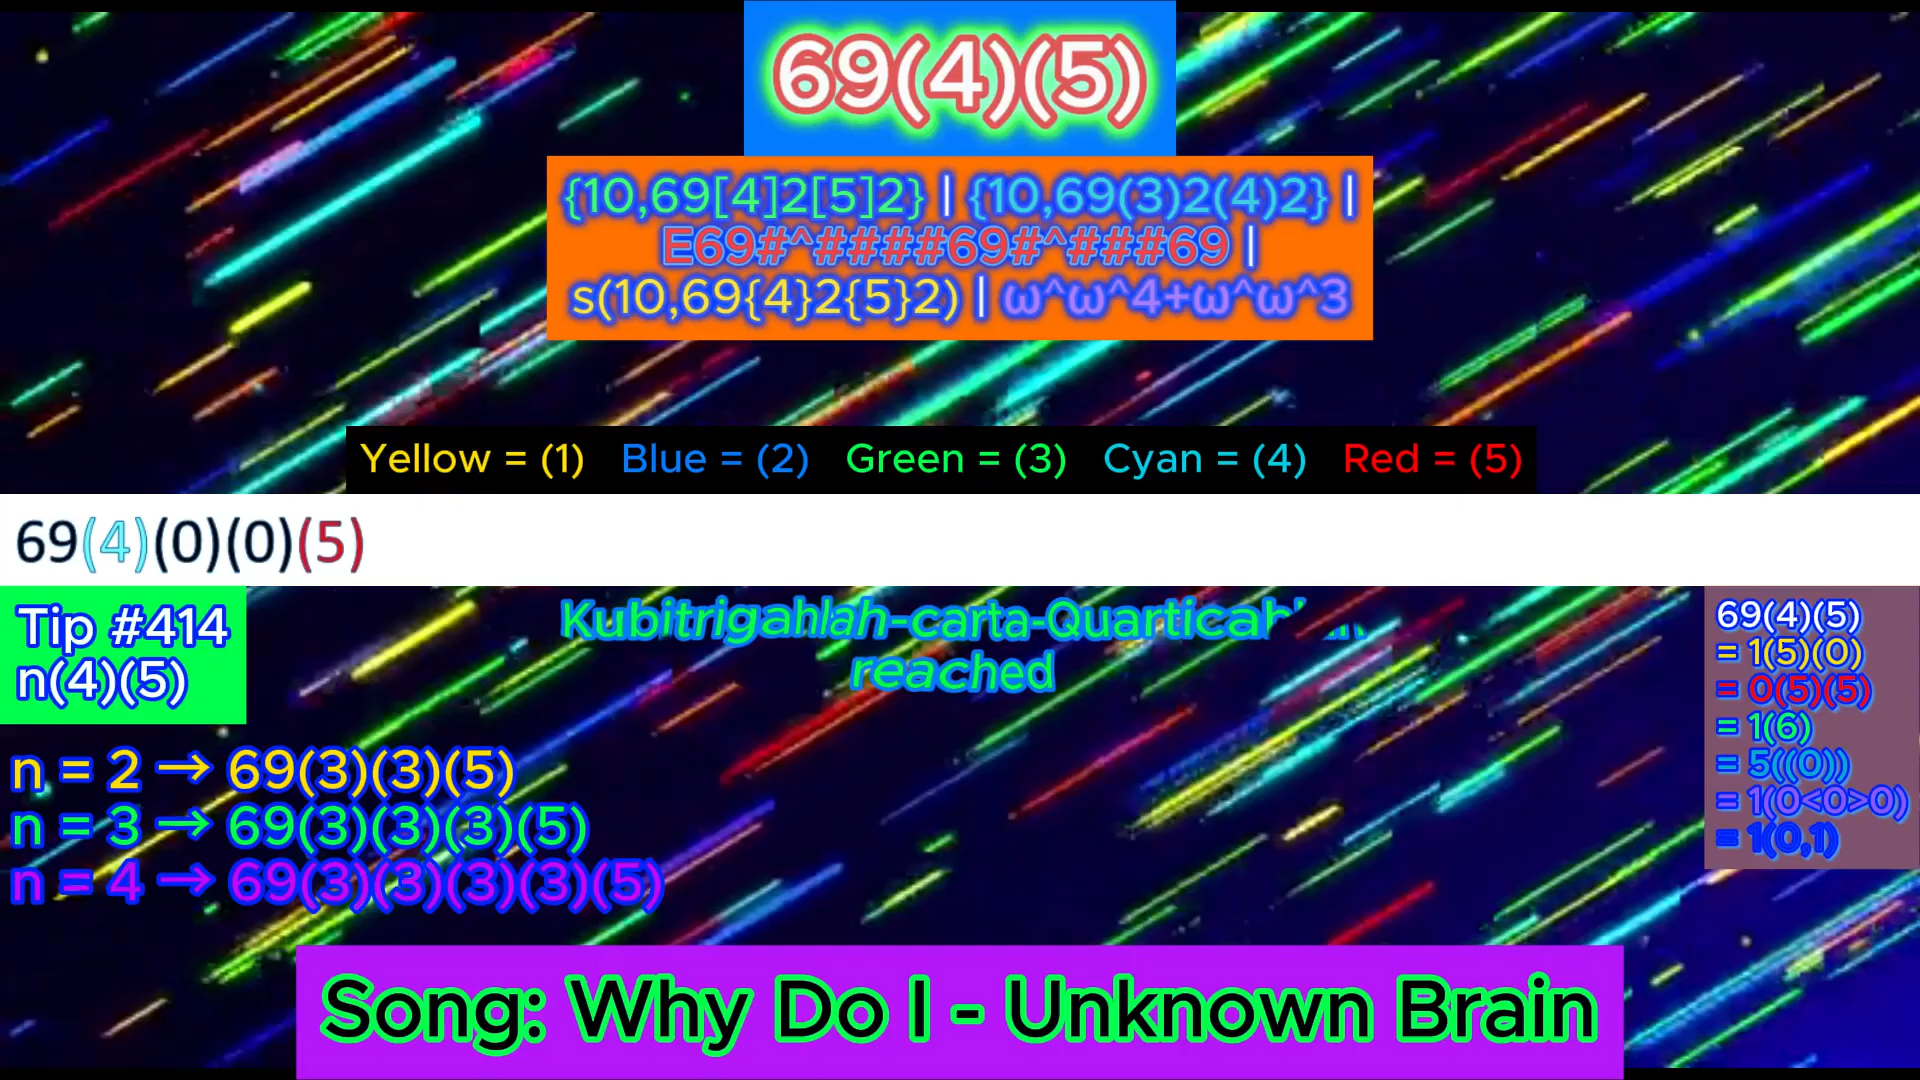 69(4)(5)
{10,69[4]2[5]2} | {10,69(3)2(4)2} |
E69#^####69#^###69 |
s(10,69{4}2{5}2) | ω^ω^4+ω^ω^3
Yellow = (1) Blue = (2) Green = (3) Cyan = (4) Red = (5)
69(4)(0)(0)(5)
Tip #414
n(4)(5)
Kubitrigahlah-carta-
reached
69(4)(5)
= 1(5)(0)
= 0(5)(5)
= 1(6)
= 5((0))
= 1(0<0>0)
= 1(0,1)
n = 2 → 69(3)(3)(5)
n = 3 → 69(3)(3)(3)(5)
n = 4 → 69(3)(3)(3)(3)(5)
Song: Why Do I - Unknown Brain